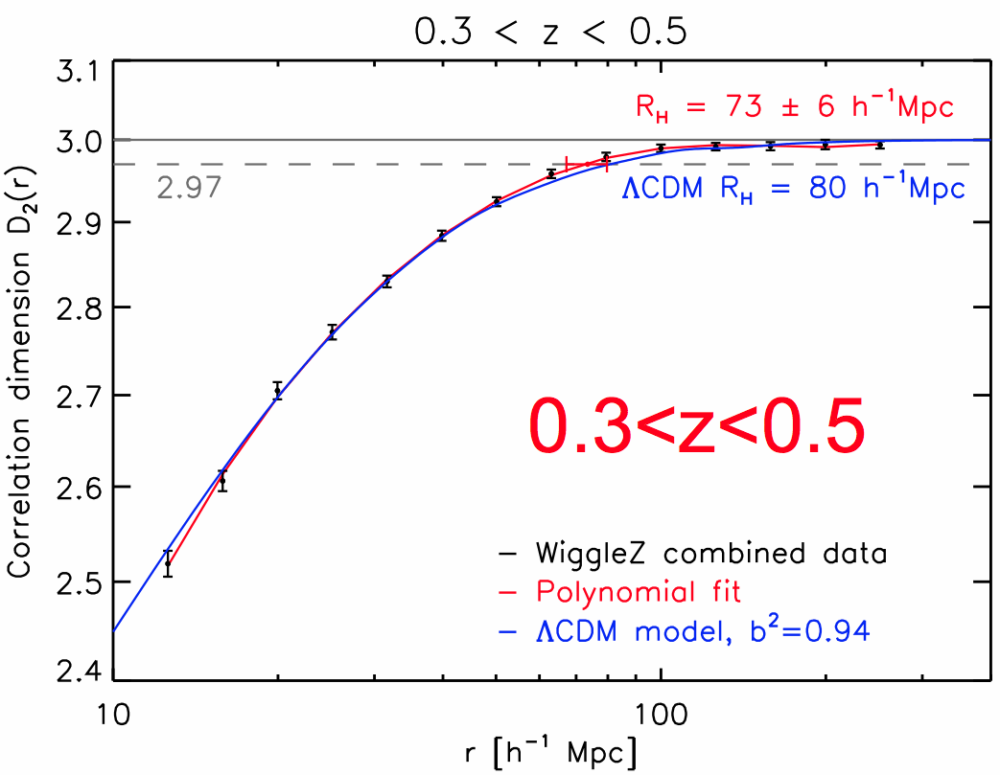 0.3 < z < 0.5
3.1
3.0
2.9
2.8
2.7
2.6
2.5
2.4
Correlation dimension D₂(r)
R_H = 73 ± 6 h⁻¹Mpc
2.97
ΛCDM R_H = 80 h⁻¹Mpc
0.3<z<0.5
– WiggleZ combined data
– Polynomial fit
– ΛCDM model, b²=0.94
10
100
r [h⁻¹ Mpc]